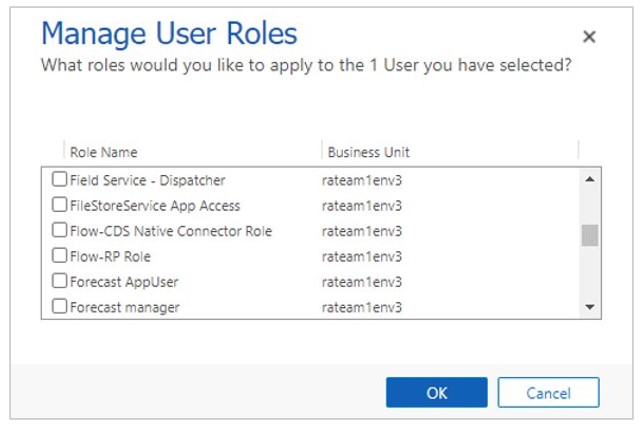 Manage User Roles
What roles would you like to apply to the 1 User you have selected?
Role Name Business Unit
Field Service - Dispatcher rateam1env3
FileStoreService App Access rateam1env3
Flow-CDS Native Connector Role rateam1env3
Flow-RP Role rateam1env3
Forecast AppUser rateam1env3
Forecast manager rateam1env3
OK Cancel